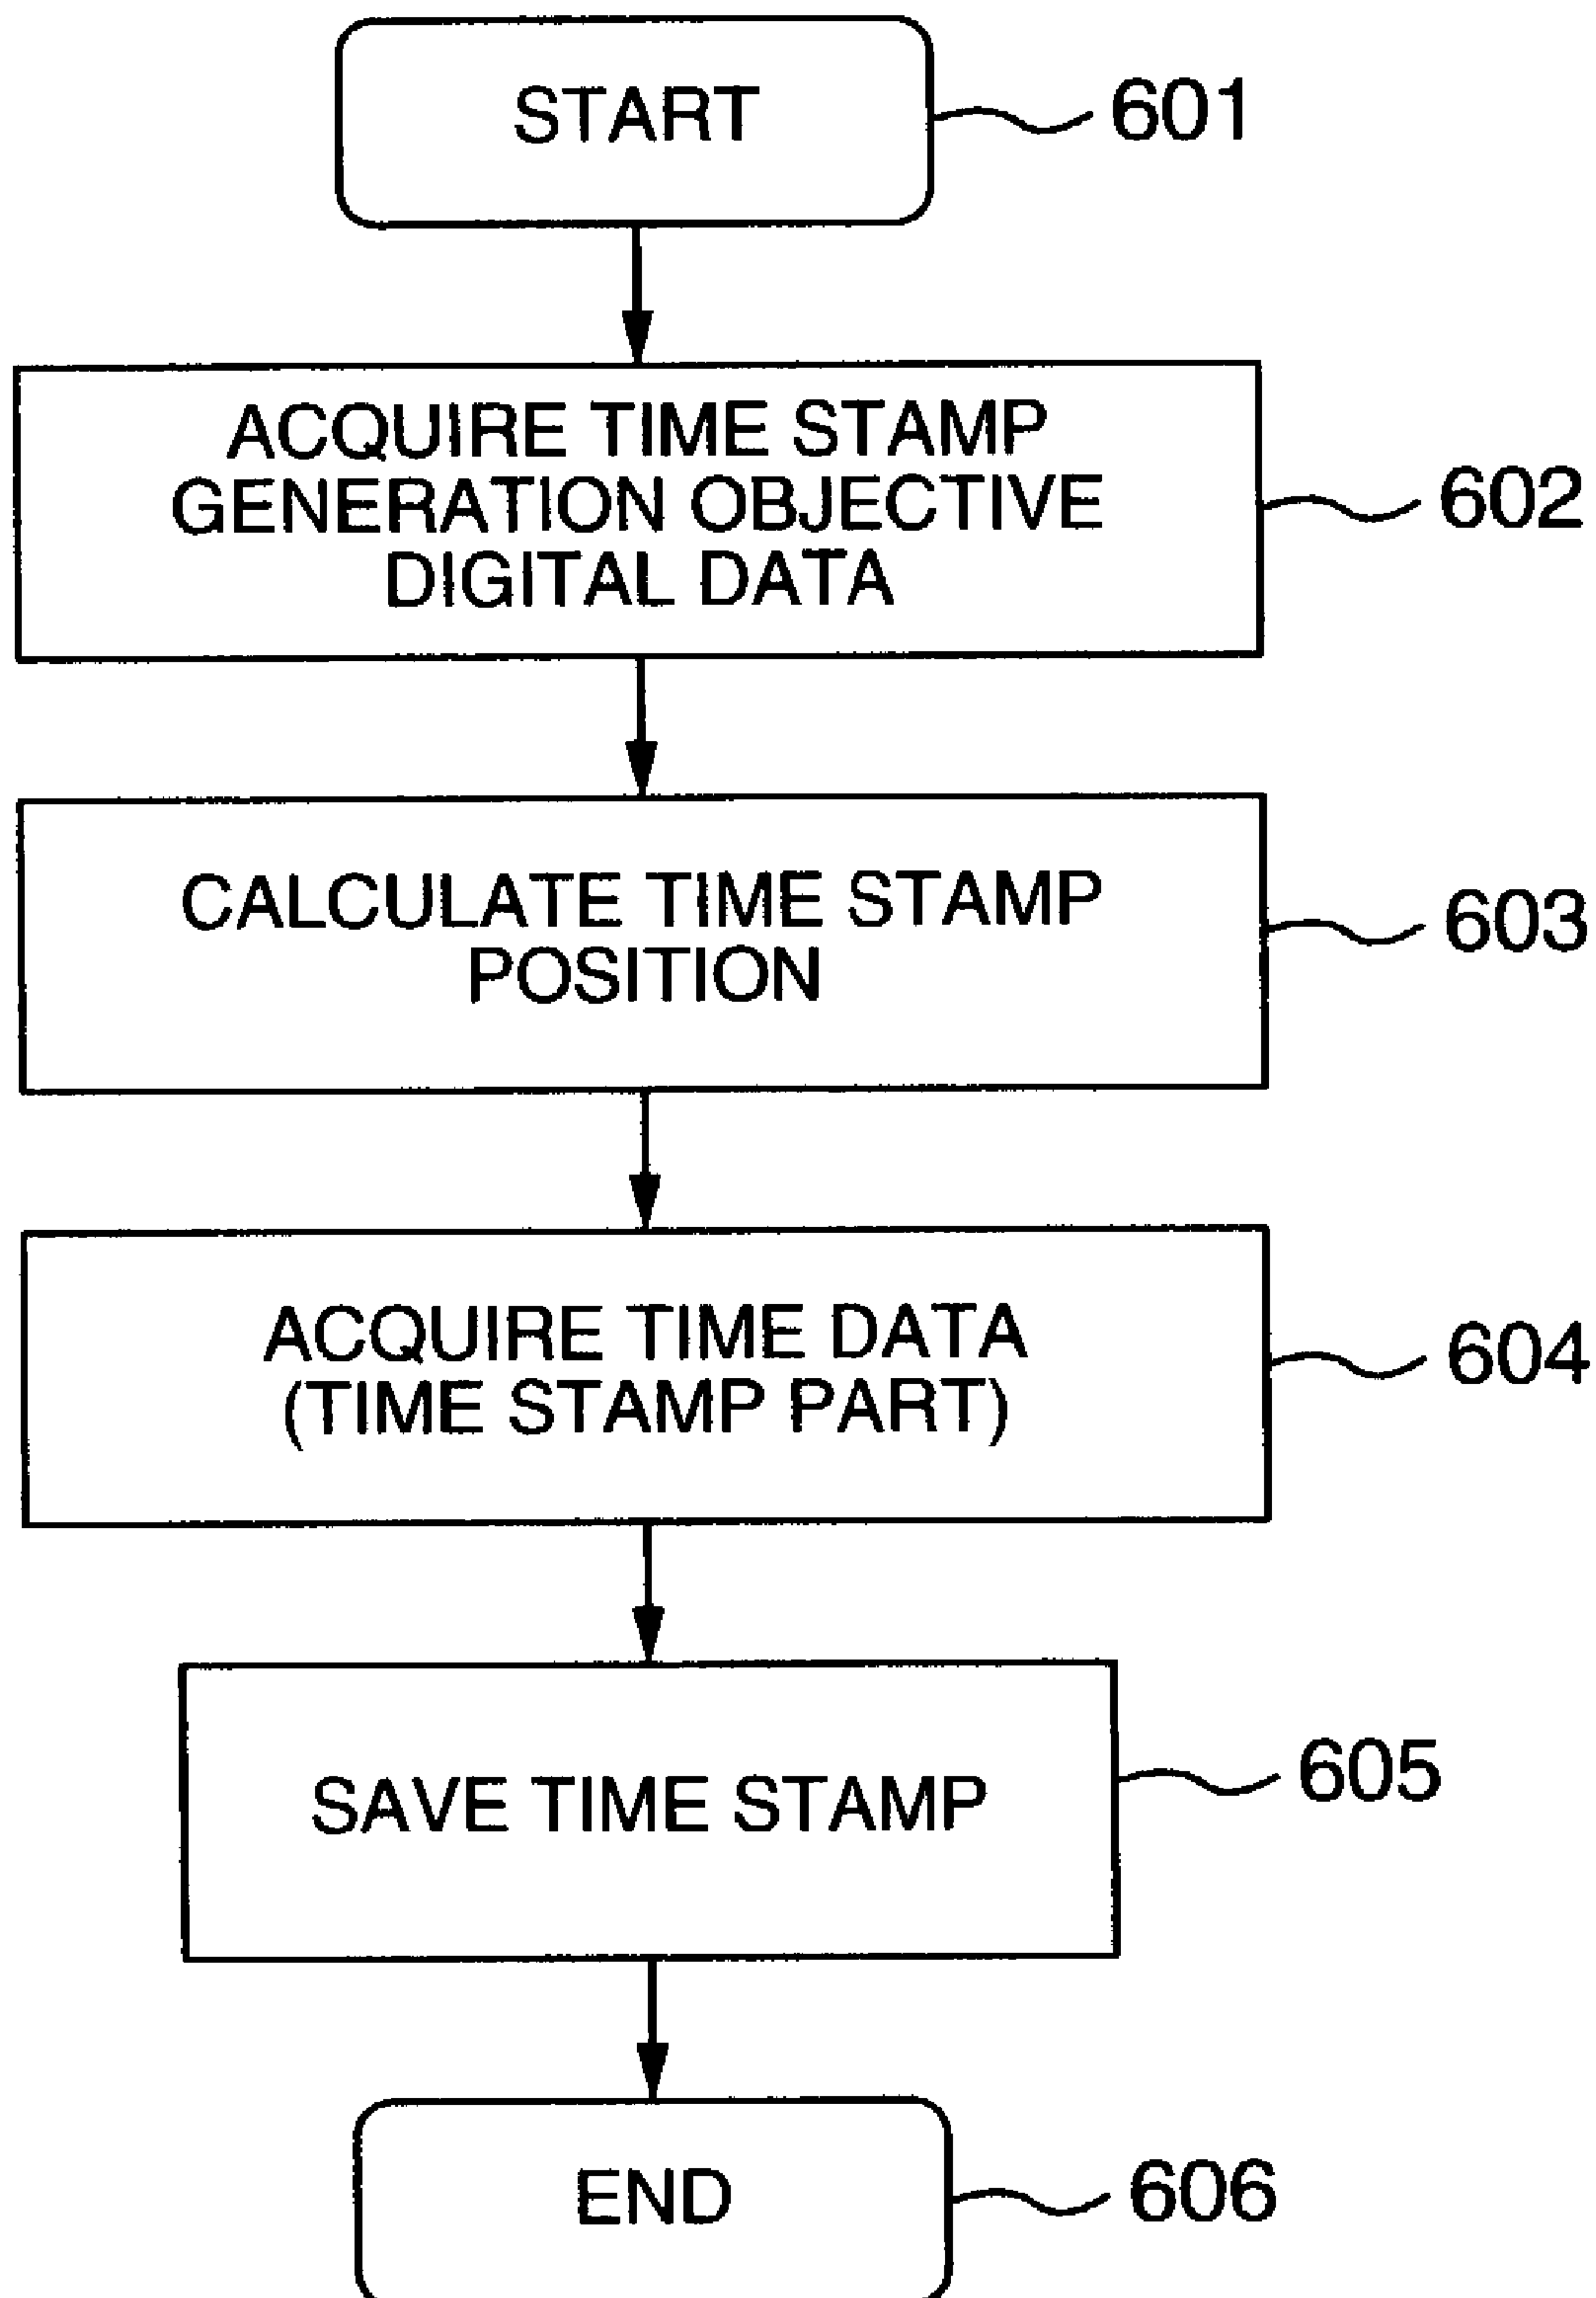 START
601
ACQUIRE TIME STAMP
GENERATION OBJECTIVE
DIGITAL DATA
602
CALCULATE TIME STAMP
POSITION
603
ACQUIRE TIME DATA
(TIME STAMP PART)
604
SAVE TIME STAMP
605
END
606